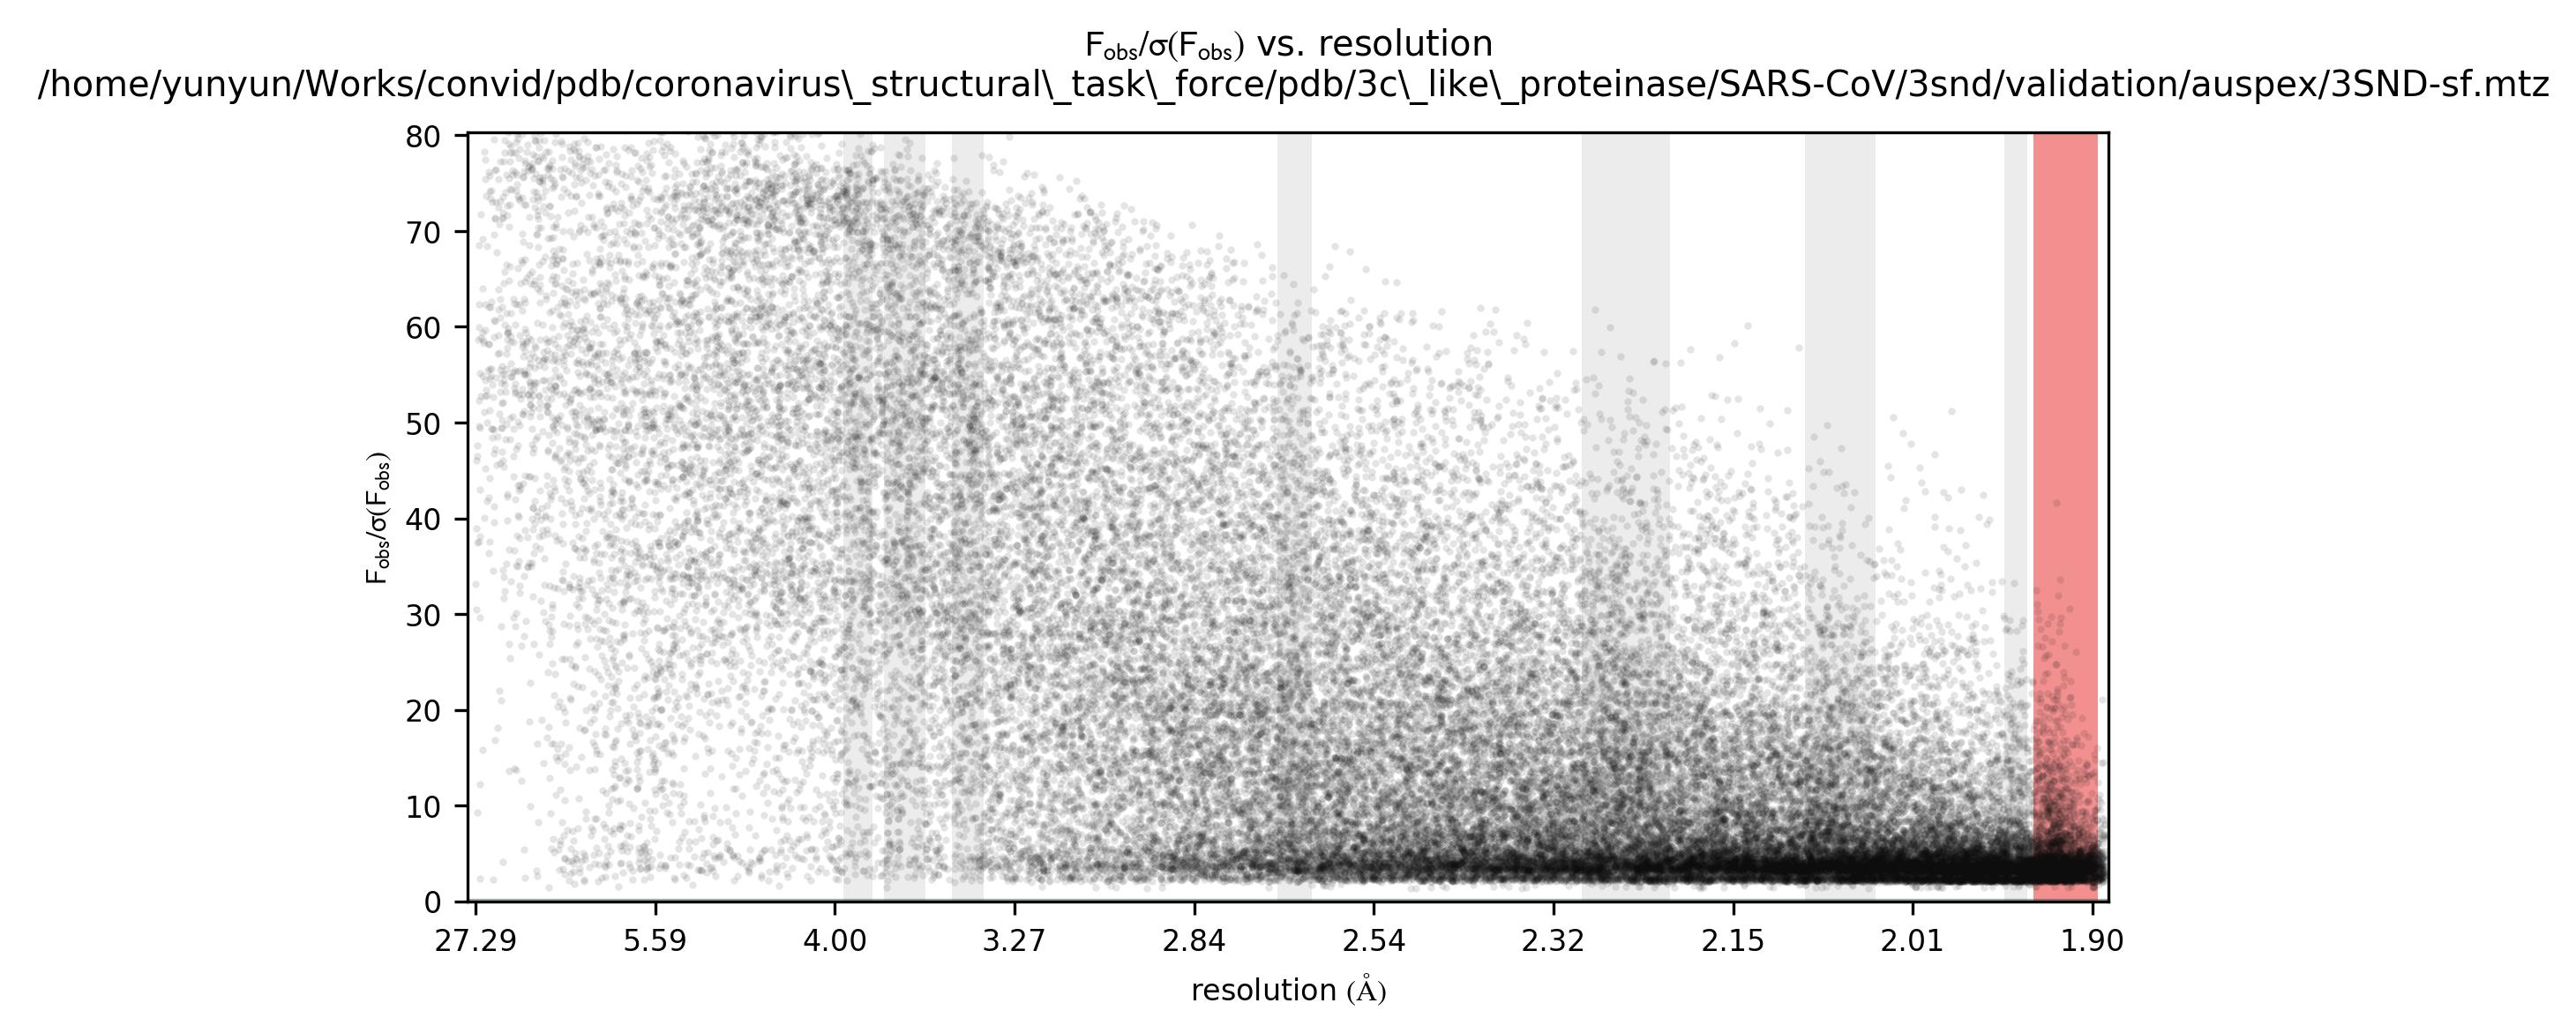 Fobs/σ(Fobs) vs. resolution
/home/yunyun/Works/convid/pdb/coronavirus\_structural\_task\_force/pdb/3c\_like\_proteinase/SARS-CoV/3snd/validation/auspex/3SND-sf.mtz
80
70
60
50
40
30
20
10
0
Fobs/σ(Fobs)
27.29 5.59 4.00 3.27 2.84 2.54 2.32 2.15 2.01 1.90
resolution (Å)